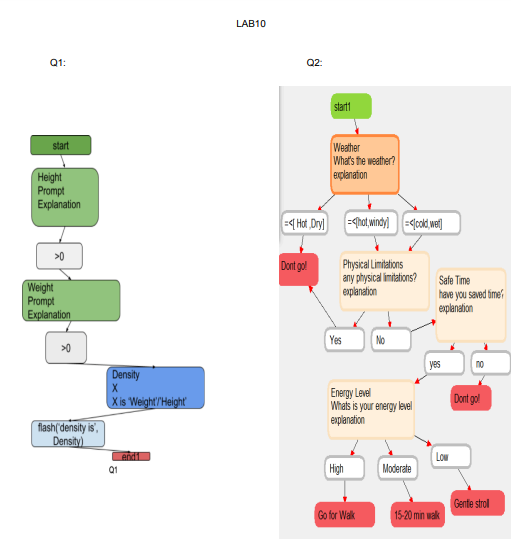 LAB10
Q1:
Q2:
start
Height
Prompt
Explanation
>0
Weight
Prompt
Explanation
>0
Density
X
X is 'Weight'/'Height'
flash('density is',
Density)
end1
Q1
start1
Weather
What's the weather?
explanation
=<[ Hot ,Dry]
=<[hot,windy]
=<[cold,wet]
Dont go!
Physical Limitations
any physical limitations?
explanation
Safe Time
have you saved time?
explanation
Yes
No
yes
no
Dont go!
Energy Level
Whats is your energy level
explanation
High
Moderate
Low
Go for Walk
15-20 min walk
Gentle stroll